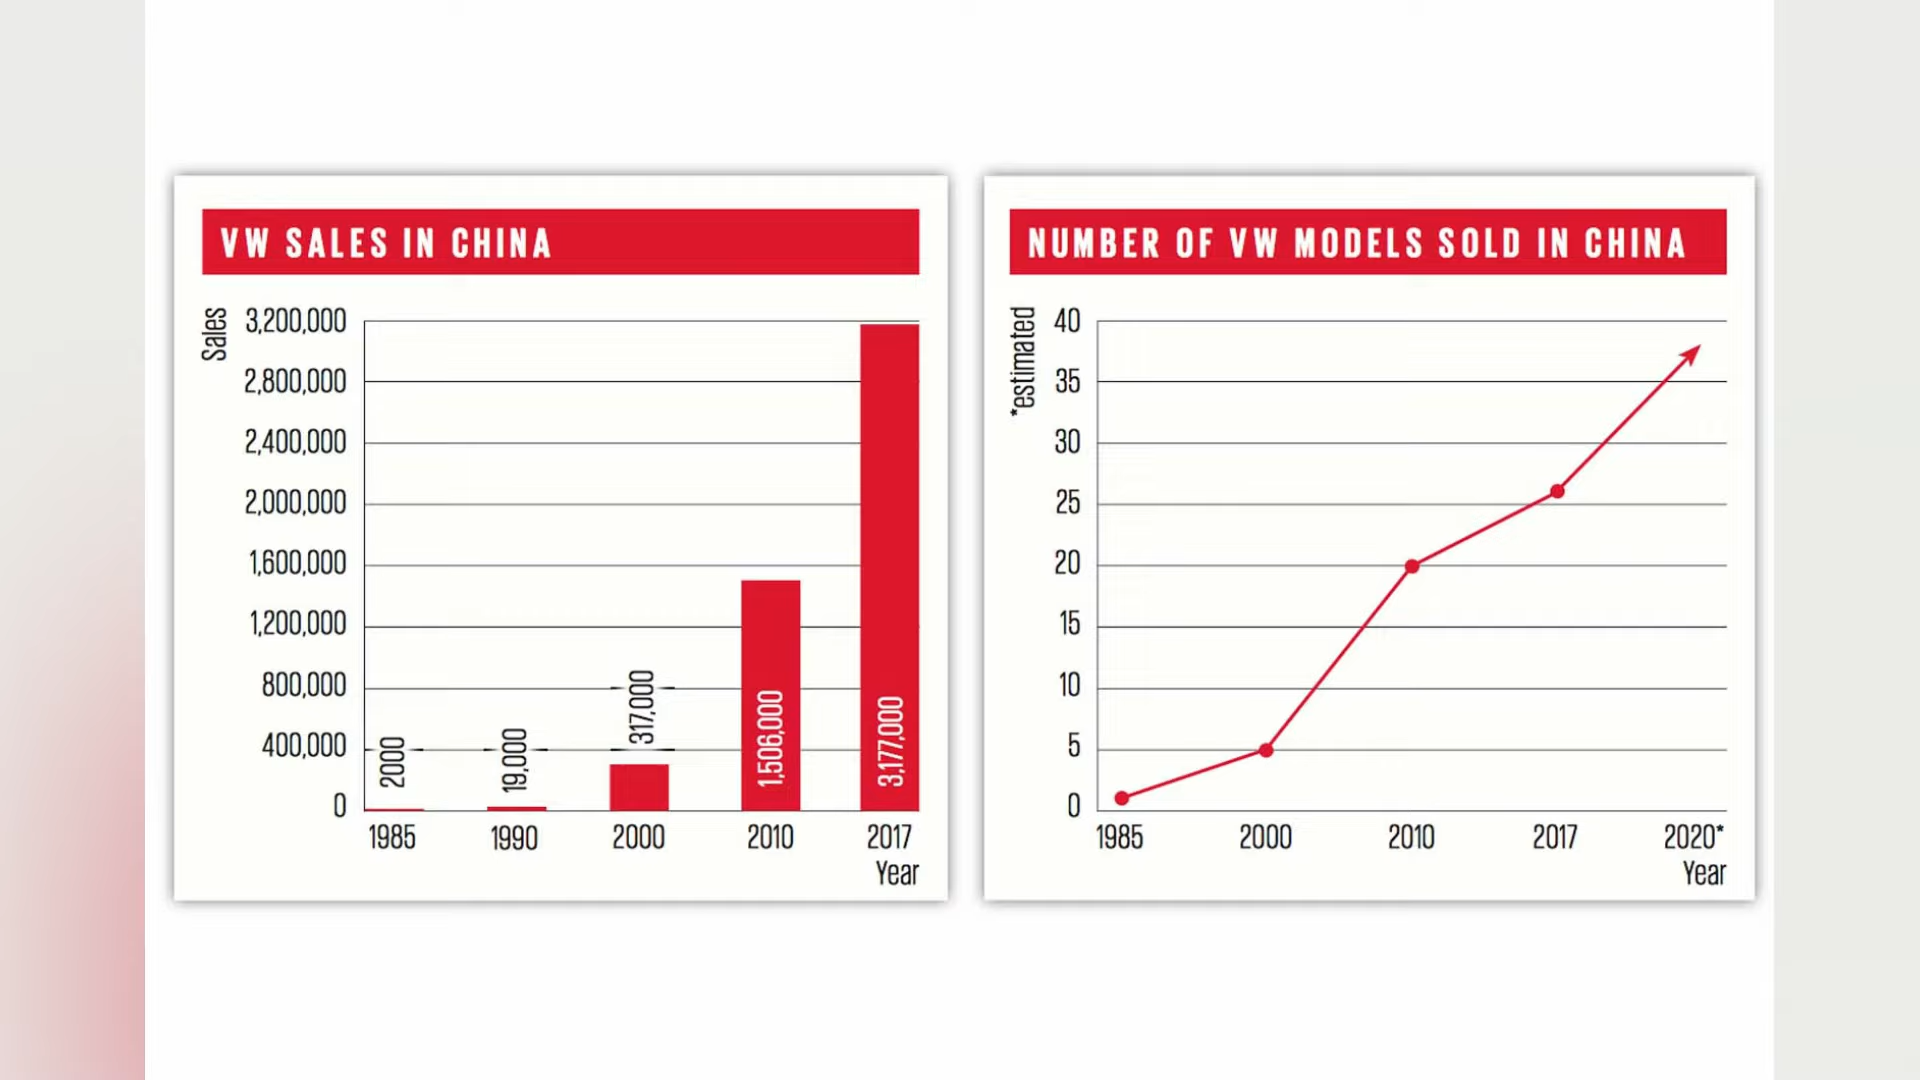 VW SALES IN CHINA
Sales
3,200,000
2,800,000
2,400,000
2,000,000
1,600,000
1,200,000
800,000
400,000
0
2000
19,000
317,000
1,506,000
3,177,000
1985 1990 2000 2010 2017
Year
NUMBER OF VW MODELS SOLD IN CHINA
*estimated
40
35
30
25
20
15
10
5
0
1985 2000 2010 2017 2020*
Year